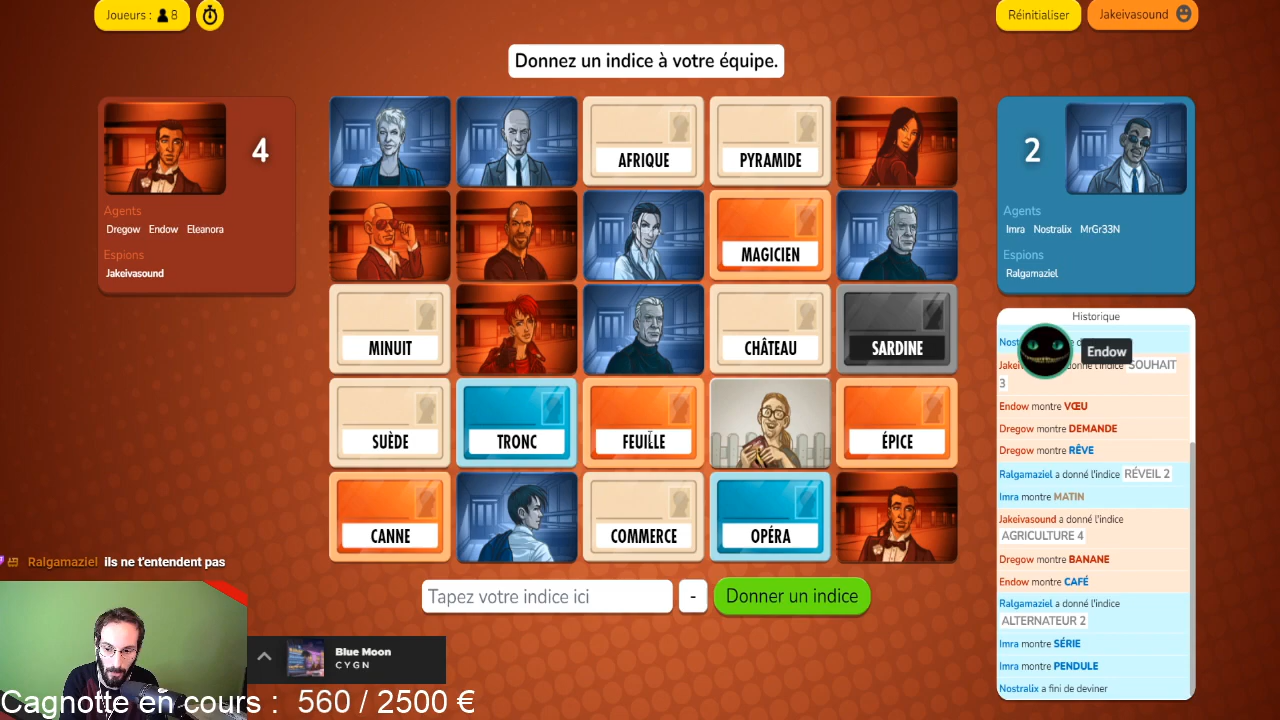 Joueurs : 8
Réinitialiser
Jakeivasound
Donnez un indice à votre équipe.
4
Agents
Dregow Endow Eleanora
Espions
Jakeivasound
AFRIQUE
PYRAMIDE
MAGICIEN
MINUIT
CHÂTEAU
SARDINE
SUÈDE
TRONC
FEUILLE
ÉPICE
CANNE
COMMERCE
OPÉRA
2
Agents
Imra Nostralix MrGr33N
Espions
Ralgamaziel
Historique
Endow
donné l'indice SOUHAIT
3
Endow montre VŒU
Dregow montre DEMANDE
Dregow montre RÊVE
Ralgamaziel a donné l'indice RÉVEIL 2
Imra montre MATIN
Jakeivasound a donné l'indice
AGRICULTURE 4
Dregow montre BANANE
Endow montre CAFÉ
Ralgamaziel a donné l'indice
ALTERNATEUR 2
Imra montre SÉRIE
Imra montre PENDULE
Nostralix a fini de deviner
Tapez votre indice ici
-
Donner un indice
Ralgamaziel ils ne t'entendent pas
Blue Moon
CYGN
Cagnotte en cours : 560 / 2500 €